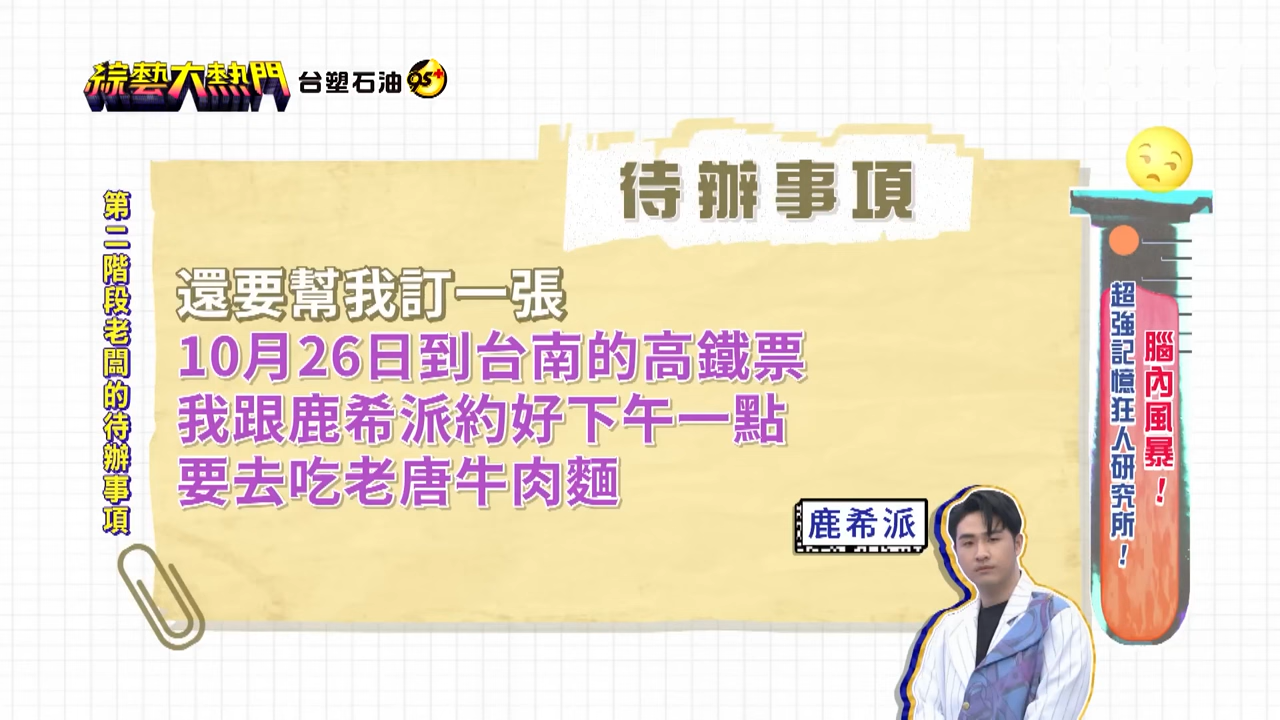 綜藝大熱門 台塑石油 95+
待辦事項
第二階段老闆的待辦事項
還要幫我訂一張
10月26日到台南的高鐵票
我跟鹿希派約好下午一點
要去吃老唐牛肉麵
鹿希派
腦內風暴！
超強記憶狂人研究所！